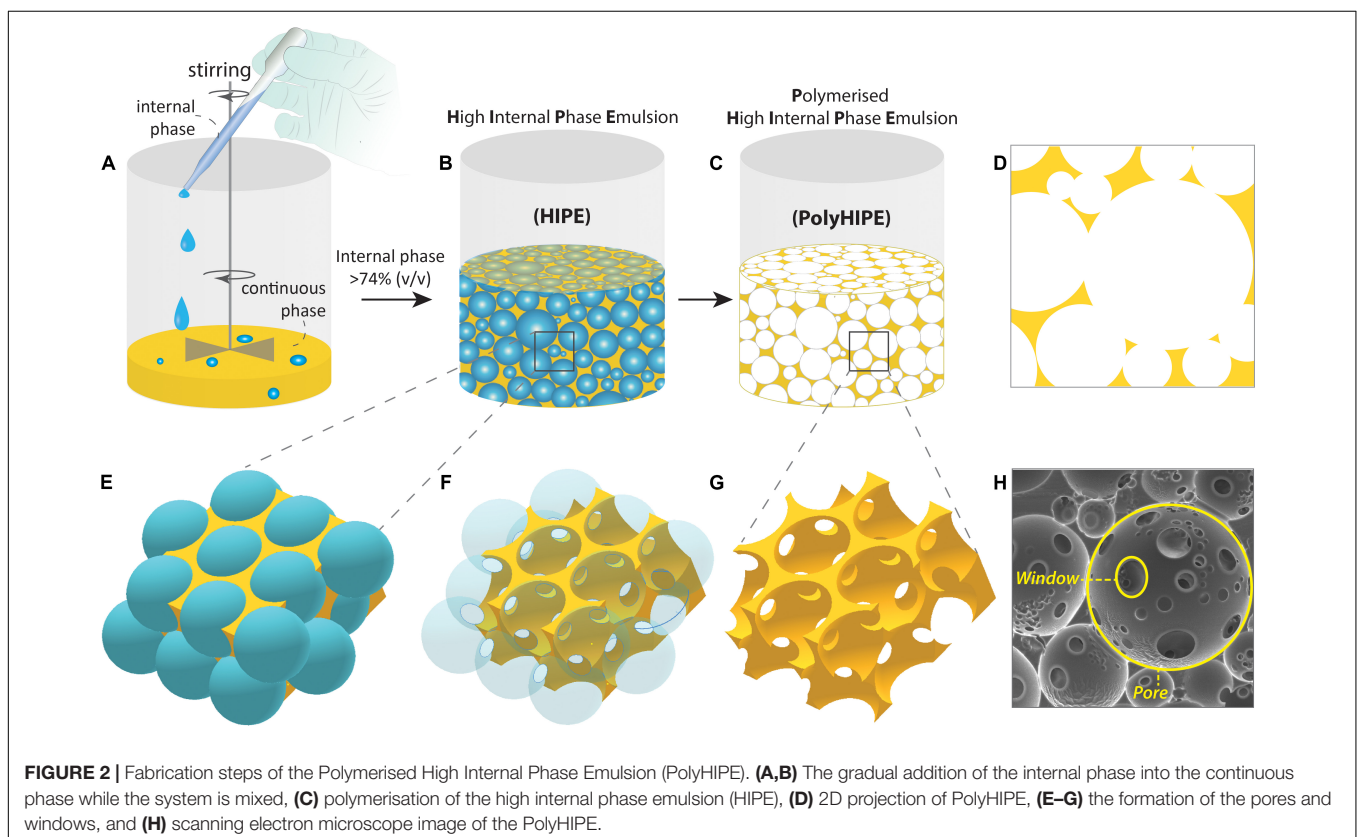 stirring
internal
phase
A
continuous
phase
Internal phase
>74% (v/v)
High Internal Phase Emulsion
B
(HIPE)
Polymerised
High Internal Phase Emulsion
C
(PolyHIPE)
D
E
F
G
H
Window
Pore
FIGURE 2 | Fabrication steps of the Polymerised High Internal Phase Emulsion (PolyHIPE). (A,B) The gradual addition of the internal phase into the continuous
phase while the system is mixed, (C) polymerisation of the high internal phase emulsion (HIPE), (D) 2D projection of PolyHIPE, (E–G) the formation of the pores and
windows, and (H) scanning electron microscope image of the PolyHIPE.